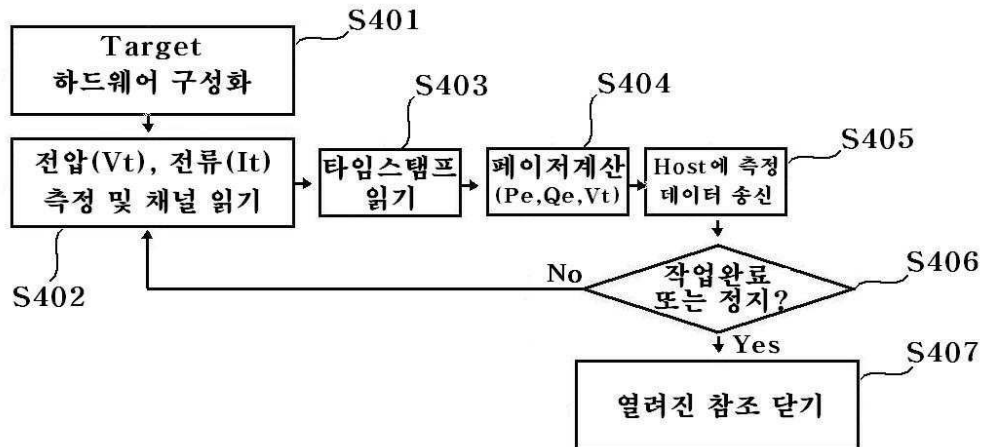 S401
Target
하드웨어 구성화
S402
전압(Vt), 전류(It)
측정 및 채널 읽기
S403
타임스탬프
읽기
S404
페이저계산
(Pe,Qe,Vt)
S405
Host에 측정
데이터 송신
S406
작업완료
또는 정지?
No
Yes
S407
열려진 참조 닫기